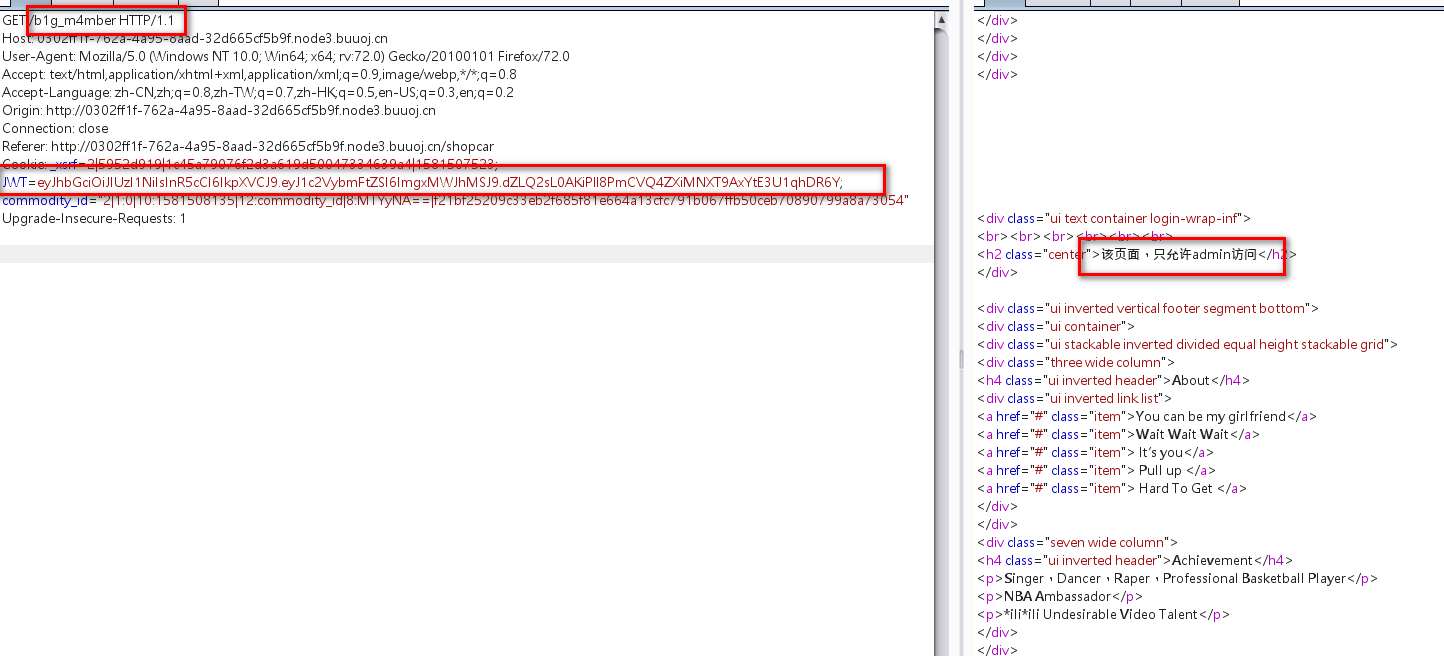 GET /b1g_m4mber HTTP/1.1
Host: 0302ff1f-762a-4a95-8aad-32d665cf5b9f.node3.buuoj.cn
User-Agent: Mozilla/5.0 (Windows NT 10.0; Win64; x64; rv:72.0) Gecko/20100101 Firefox/72.0
Accept: text/html,application/xhtml+xml,application/xml;q=0.9,image/webp,*/*;q=0.8
Accept-Language: zh-CN,zh;q=0.8,zh-TW;q=0.7,zh-HK;q=0.5,en-US;q=0.3,en;q=0.2
Origin: http://0302ff1f-762a-4a95-8aad-32d665cf5b9f.node3.buuoj.cn
Connection: close
Referer: http://0302ff1f-762a-4a95-8aad-32d665cf5b9f.node3.buuoj.cn/shopcar
Cookie: _xsrf=2|5952d919|1c45a79076f2d3a619d50047334639a4|1581507523;
JWT=eyJhbGciOiJIUzI1NiIsInR5cCI6IkpXVCJ9.eyJ1c2VybmFtZSI6ImgxMWJhMSJ9.dZLQ2sL0AKiPlI8PmCVQ4ZXiMNXT9AxYtE3U1qhDR6Y;
commodity_id="2|1:0|10:1581508135|12:commodity_id|8:MTYyNA==|f21bf25209c33eb2f685f81e664a13cfc791b067ffb50ceb70890799a8a73054"
Upgrade-Insecure-Requests: 1
</div>
</div>
</div>
</div>
<div class="ui text container login-wrap-inf">
<br><br><br><br><br><br>
<h2 class="center">该页面，只允许admin访问</h2>
</div>
<div class="ui inverted vertical footer segment bottom">
<div class="ui container">
<div class="ui stackable inverted divided equal height stackable grid">
<div class="three wide column">
<h4 class="ui inverted header">About</h4>
<div class="ui inverted link list">
<a href="#" class="item">You can be my girlfriend</a>
<a href="#" class="item">Wait Wait Wait</a>
<a href="#" class="item"> It's you</a>
<a href="#" class="item"> Pull up </a>
<a href="#" class="item"> Hard To Get </a>
</div>
</div>
<div class="seven wide column">
<h4 class="ui inverted header">Achievement</h4>
<p>Singer，Dancer，Raper，Professional Basketball Player</p>
<p>NBA Ambassador</p>
<p>*ili*ili Undesirable Video Talent</p>
</div>
</div>